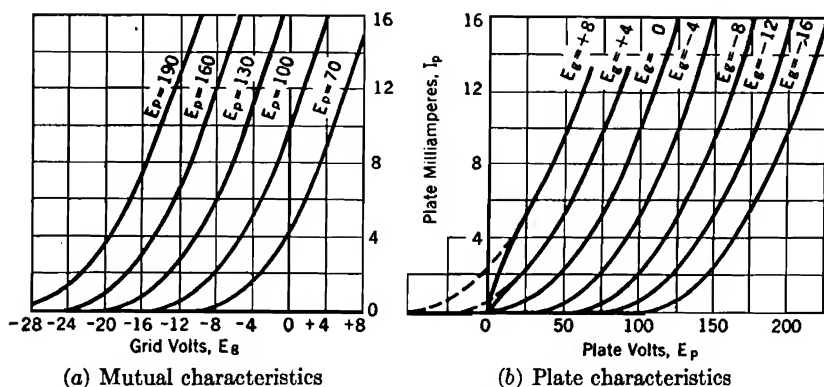 16
12
8
4
0
Ep=190
Ep=160
Ep=130
Ep=100
Ep=70
-28 -24 -20 -16 -12 -8 -4 0 +4 +8
Grid Volts, Eg
(a) Mutual characteristics
16
12
8
4
Plate Milliamperes, Ip
Eg=+8
Eg=+4
Eg=0
Eg=-4
Eg=-8
Eg=-12
Eg=-16
0 50 100 150 200
Plate Volts, Ep
(b) Plate characteristics